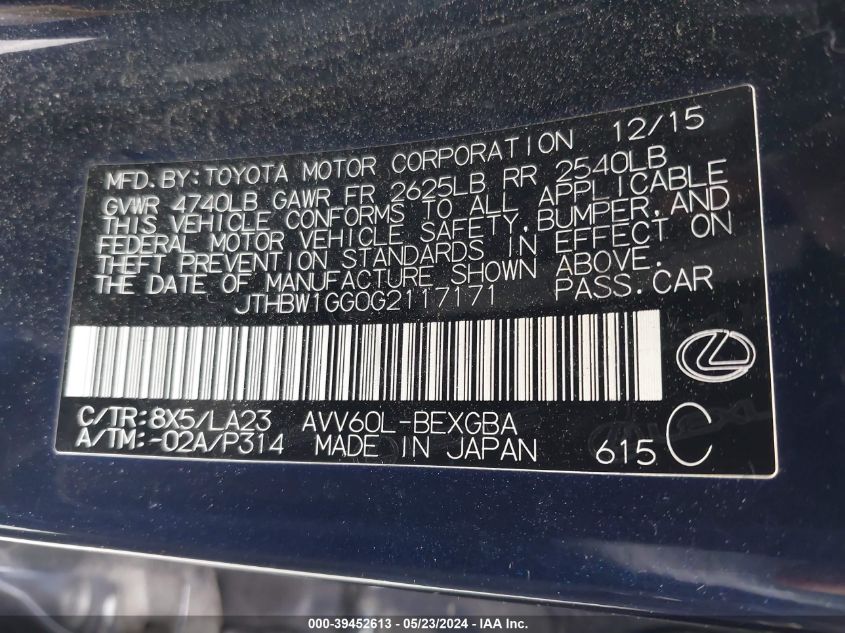 12/15
MFD.BY:TOYOTA MOTOR CORPORATION
GVWR 4740LB GAWR FR 2625LB RR 2540LB
THIS VEHICLE CONFORMS TO ALL APPLICABLE
FEDERAL MOTOR VEHICLE SAFETY,BUMPER,AND
THEFT PREVENTION STANDARDS IN EFFECT ON
THE DATE OF MANUFACTURE SHOWN ABOVE.
JTHBW1GG0G2117171 PASS.CAR
C/TR:8X5/LA23 AVV60L-BEXGBA
A/TM:-02A/P314 MADE IN JAPAN 615 C
000-39452613 / 05/23/2024 - IAA Inc.